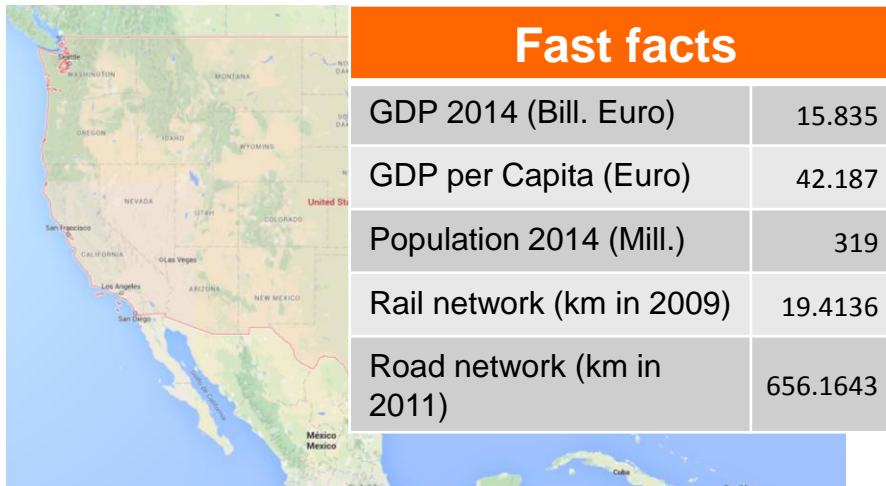 Fast facts
GDP 2014 (Bill. Euro) 15.835
GDP per Capita (Euro) 42.187
Population 2014 (Mill.) 319
Rail network (km in 2009) 19.4136
Road network (km in
2011) 656.1643
Seattle
WASHINGTON
MONTANA
OREGON
IDAHO
WYOMING
NEVADA
UTAH
COLORADO
United Sta
San Francisco
CALIFORNIA
Las Vegas
Los Angeles
ARIZONA
NEW MEXICO
San Diego
Golfo de California
México
Mexico
Cuba